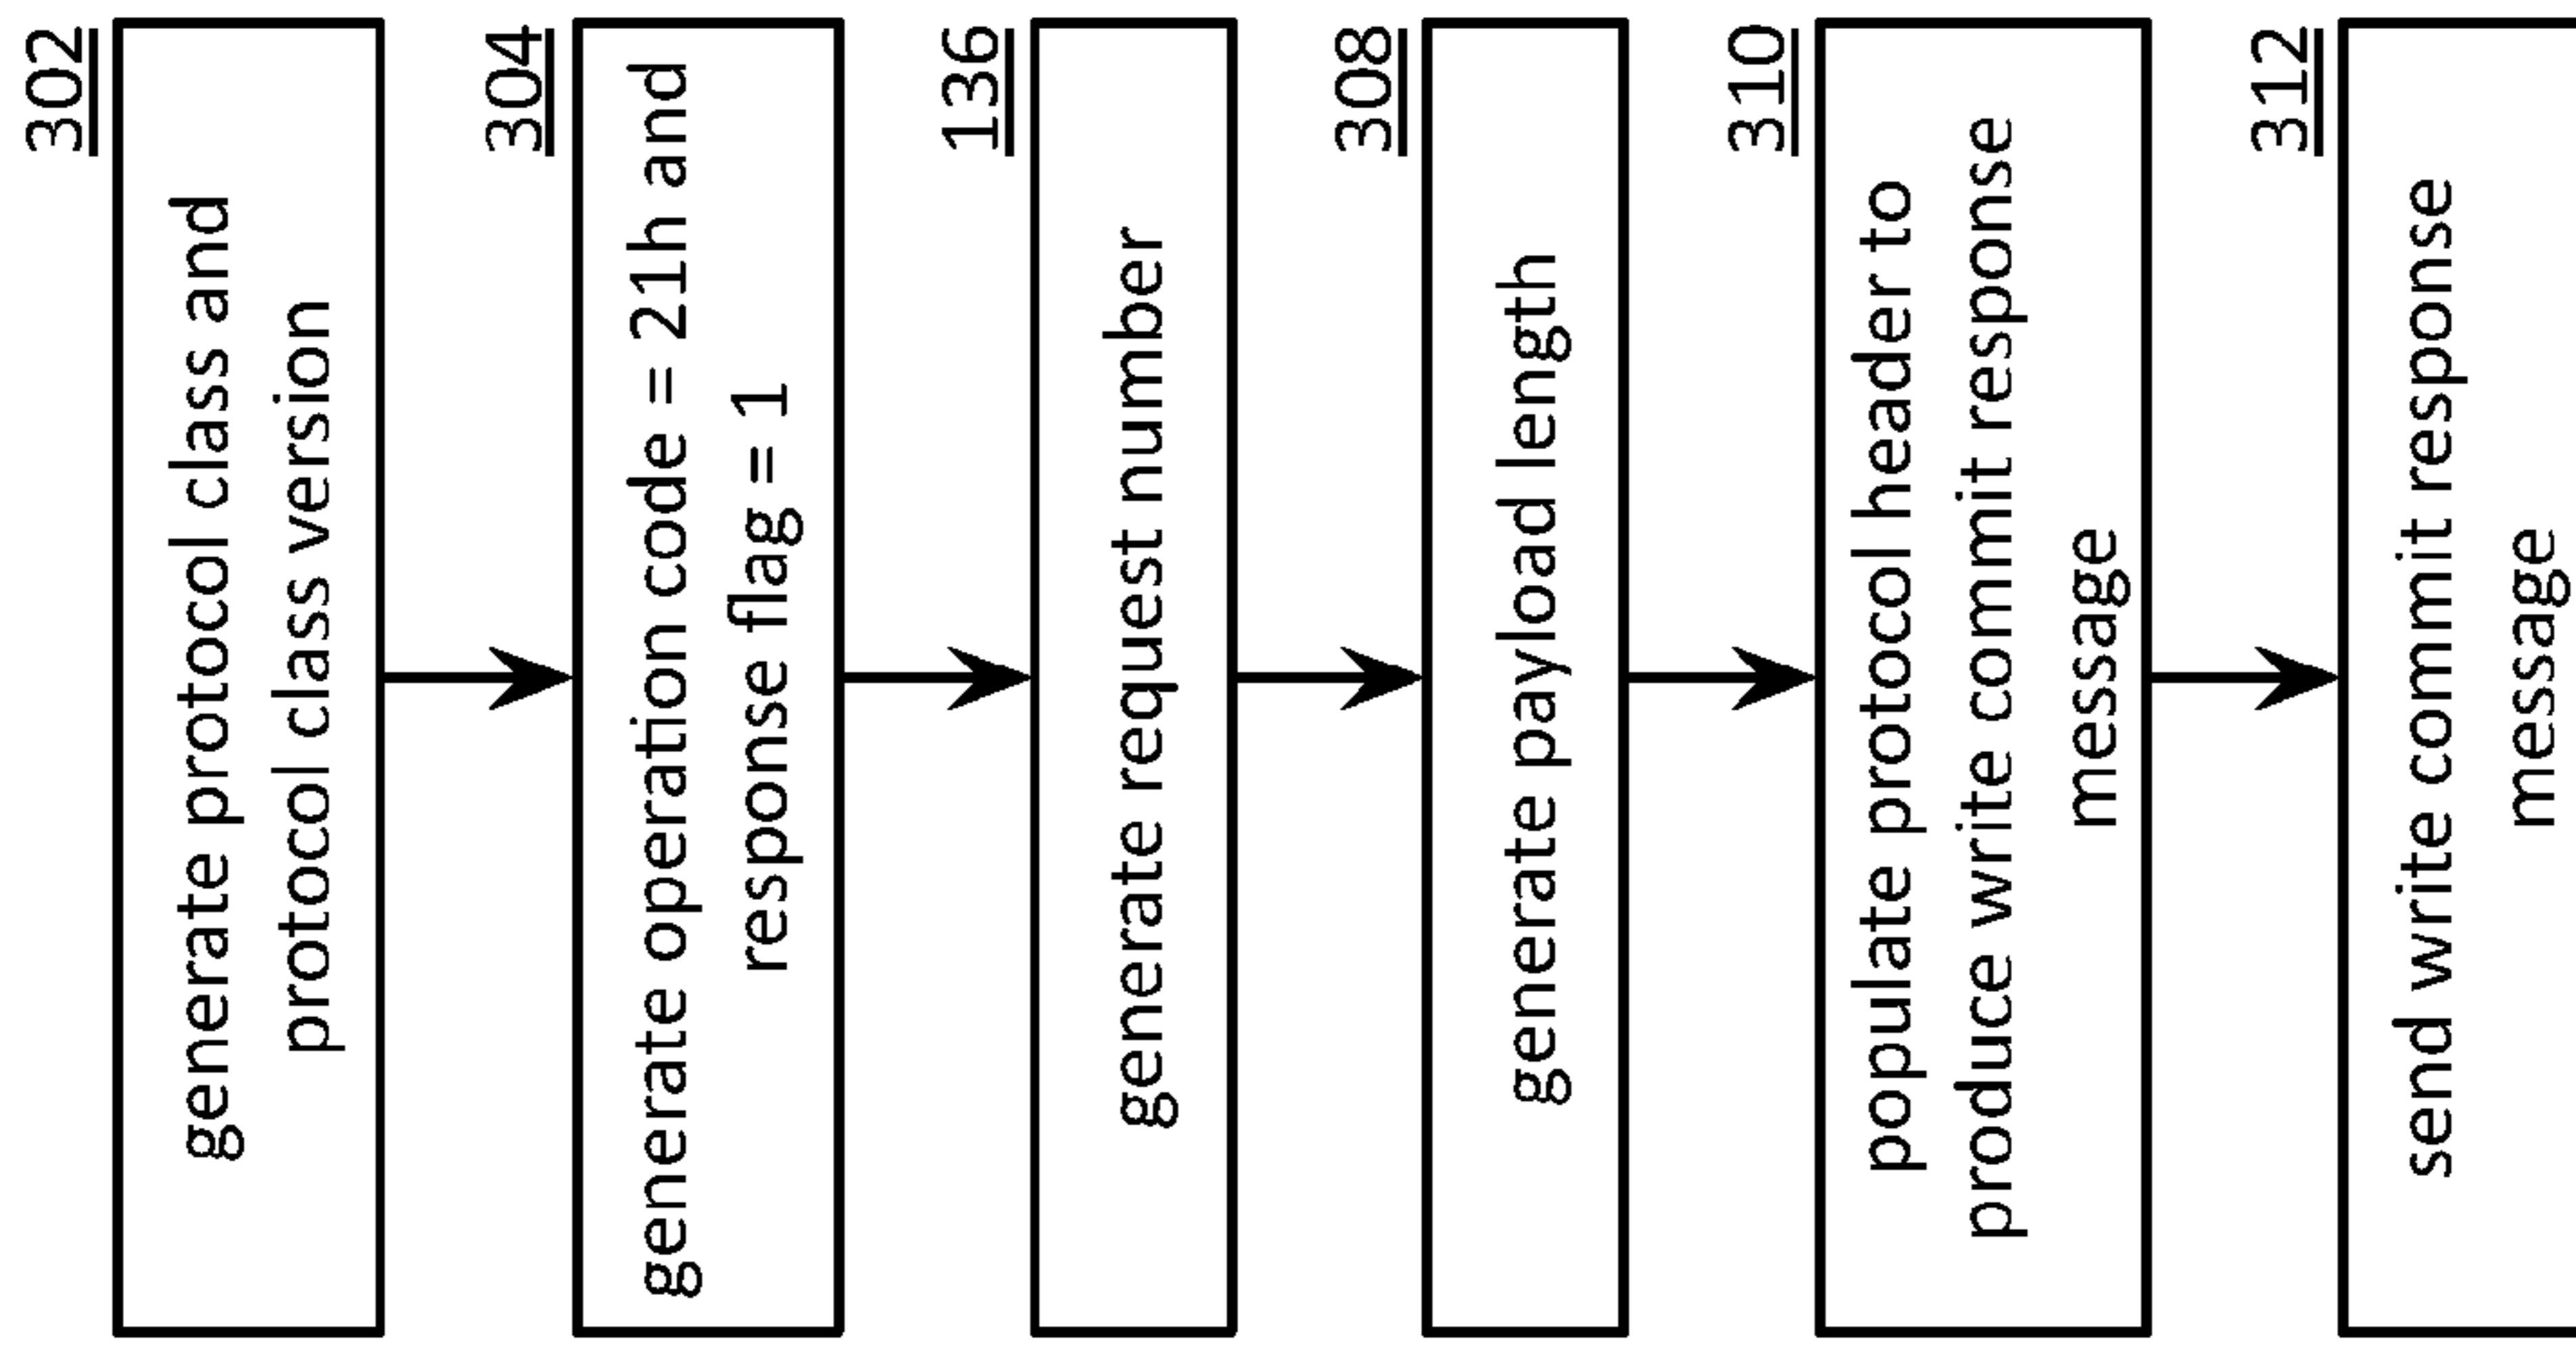 302
generate protocol class and
protocol class version
304
generate operation code = 21h and
response flag = 1
136
generate request number
308
generate payload length
310
populate protocol header to
produce write commit response
message
312
send write commit response
message